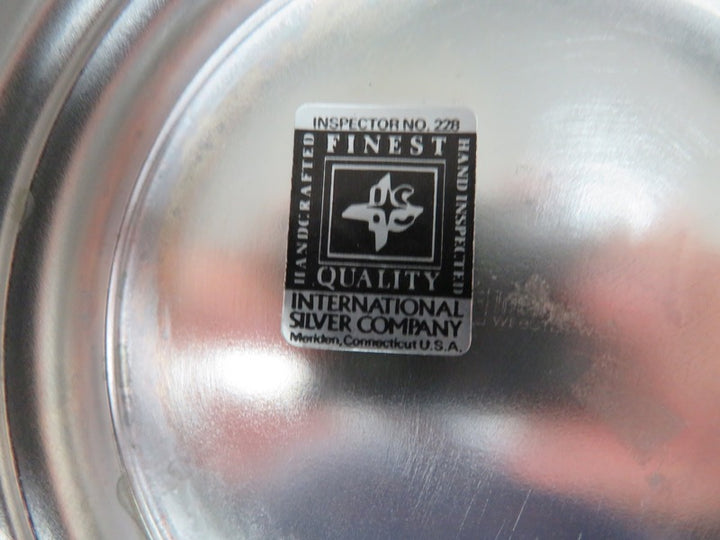 INSPECTOR NO. 228
FINEST
HANDCRAFTED
HAND INSPECTED
QUALITY
INTERNATIONAL
SILVER COMPANY
Meriden, Connecticut U.S.A.